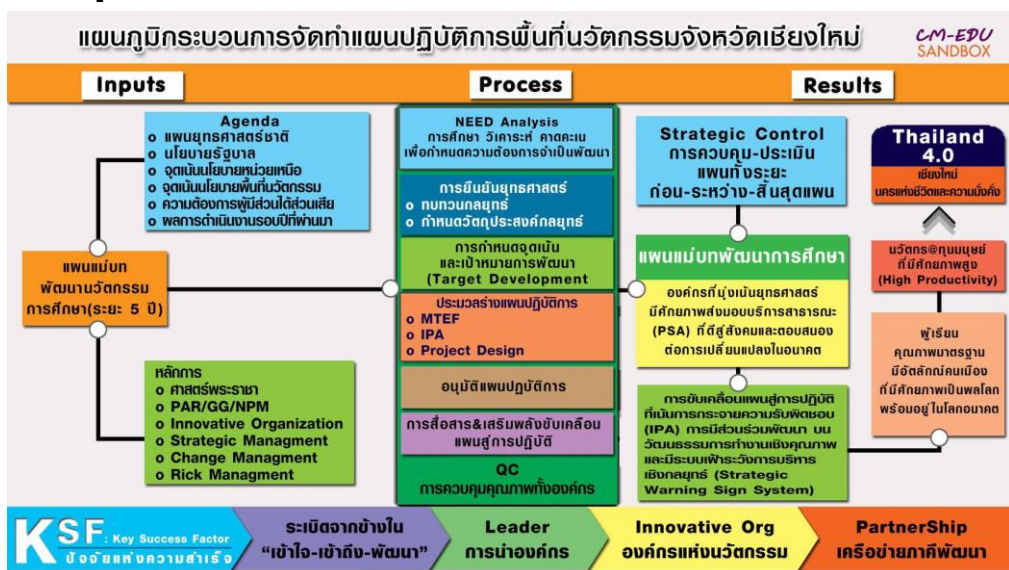 แผนภูมิกระบวนการจัดทำแผนปฏิบัติการพื้นที่นวัตกรรมจังหวัดเชียงใหม่
CM-EDU
SANDBOX
Inputs
Process
Results
Agenda
o แผนยุทธศาสตร์ชาติ
o นโยบายรัฐบาล
o จุดเน้นนโยบายหน่วยเหนือ
o จุดเน้นนโยบายพื้นที่นวัตกรรม
o ความต้องการผู้มีส่วนได้ส่วนเสีย
o ผลการดำเนินงานรอบปีที่ผ่านมา
แผนแม่บท
พัฒนานวัตกรรม
การศึกษา(ระยะ 5 ปี)
หลักการ
o ศาสตร์พระราชา
o PAR/GG/NPM
o Innovative Organization
o Strategic Managment
o Change Managment
o Rick Managment
NEED Analysis
การศึกษา วิเคาระห์ คาดคะเน
เพื่อกำหนดความต้องการจำเป็นพัฒนา
การยืนยันยุทธศาสตร์
o ทบทวนกลยุทธ์
o กำหนดวัตถุประสงค์กลยุทธ์
การกำหนดจุดเน้น
และเป้าหมายการพัฒนา
(Target Development
ประมวลร่างแผนปฏิบัติการ
o MTEF
o IPA
o Project Design
อนุมัติแผนปฏบัติการ
การสื่อสาร&เสริมพลังขับเคลื่อน
แผนสู่การปฏิบัติ
QC
การควบคุมคุณภาพทั้งองค์กร
Strategic Control
การควบคุม-ประเมิน
แผนทั้งระยะ
ก่อน-ระหว่าง-สิ้นสุดแผน
แผนแม่บทพัฒนาการศึกษา
องค์กรที่มุ่งเน้นยุทธศาสตร์
มีศักยภาพส่งมอบบริการสาธารณะ
(PSA) ที่ดีสู่สังคมและตอบสนอง
ต่อการเปลี่ยนแปลงในอนาคต
การขับเคลื่อนแผนสู่การปฏิบัติ
ที่เน้นการกระจายความรับผิดชอบ
(IPA) การมีส่วนร่วมพัฒนา บน
วัฒนธรรมการทำงานเชิงคุณภาพ
และมีระบบเฝ้าระวังการบริหาร
เชิงกลยุทธ์ (Strategic
Warning Sign System)
Thailand
4.0
เชียงใหม่
นครแห่งชีวิตและความมั่งคั่ง
นวัตกร@ทุนมนุษย์
ที่มีศักยภาพสูง
(High Productivity)
ผู้เรียน
คุณภาพมาตรฐาน
มีอัตลักณ์คนเมือง
ที่มีศักยภาพเป็นพลโลก
พร้อมอยู่ในโลกอนาคต
KSF: Key Success Factor
ปัจจัยแห่งความสำเร็จ
ระเบิดจากข้างใน
"เข้าใจ-เข้าถึง-พัฒนา"
Leader
การนำองค์กร
Innovative Org
องค์กรแห่งนวัตกรรม
PartnerShip
เครือข่ายภาคีพัฒนา